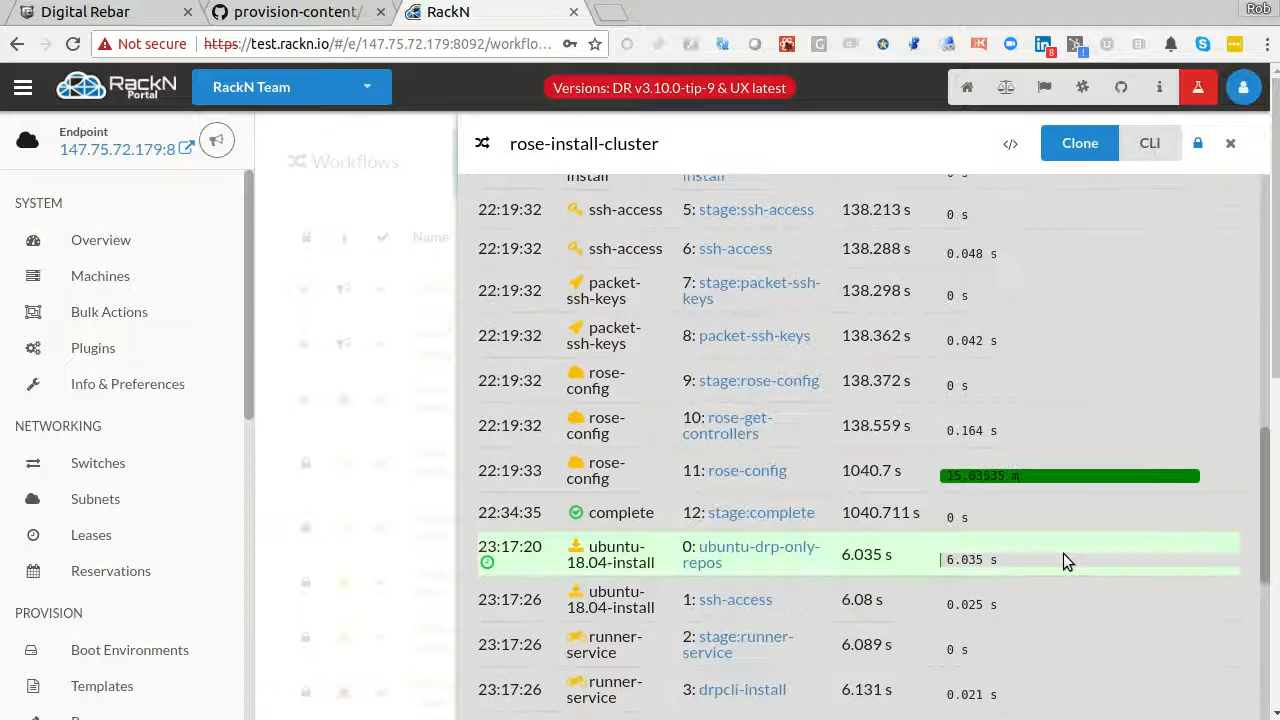 Digital Rebar
provision-content/
RackN
Rob
Not secure
https://test.rackn.io/#/e/147.75.72.179:8092/workflo...
8
!
RackN Portal
RackN Team
Versions: DR v3.10.0-tip-9 & UX latest
Endpoint
147.75.72.179:8
rose-install-cluster
</>
Clone
CLI
SYSTEM
Overview
Machines
Bulk Actions
Plugins
Info & Preferences
NETWORKING
Switches
Subnets
Leases
Reservations
PROVISION
Boot Environments
Templates
Workflows
Name
install install 0 s
22:19:32 ssh-access 5: stage:ssh-access 138.213 s 0 s
22:19:32 ssh-access 6: ssh-access 138.288 s 0.048 s
22:19:32 packet-ssh-keys 7: stage:packet-ssh-keys 138.298 s 0 s
22:19:32 packet-ssh-keys 8: packet-ssh-keys 138.362 s 0.042 s
22:19:32 rose-config 9: stage:rose-config 138.372 s 0 s
22:19:32 rose-config 10: rose-get-controllers 138.559 s 0.164 s
22:19:33 rose-config 11: rose-config 1040.7 s 15.03535 m
22:34:35 complete 12: stage:complete 1040.711 s 0 s
23:17:20 ubuntu-18.04-install 0: ubuntu-drp-only-repos 6.035 s 6.035 s
23:17:26 ubuntu-18.04-install 1: ssh-access 6.08 s 0.025 s
23:17:26 runner-service 2: stage:runner-service 6.089 s 0 s
23:17:26 runner-service 3: drpcli-install 6.131 s 0.021 s